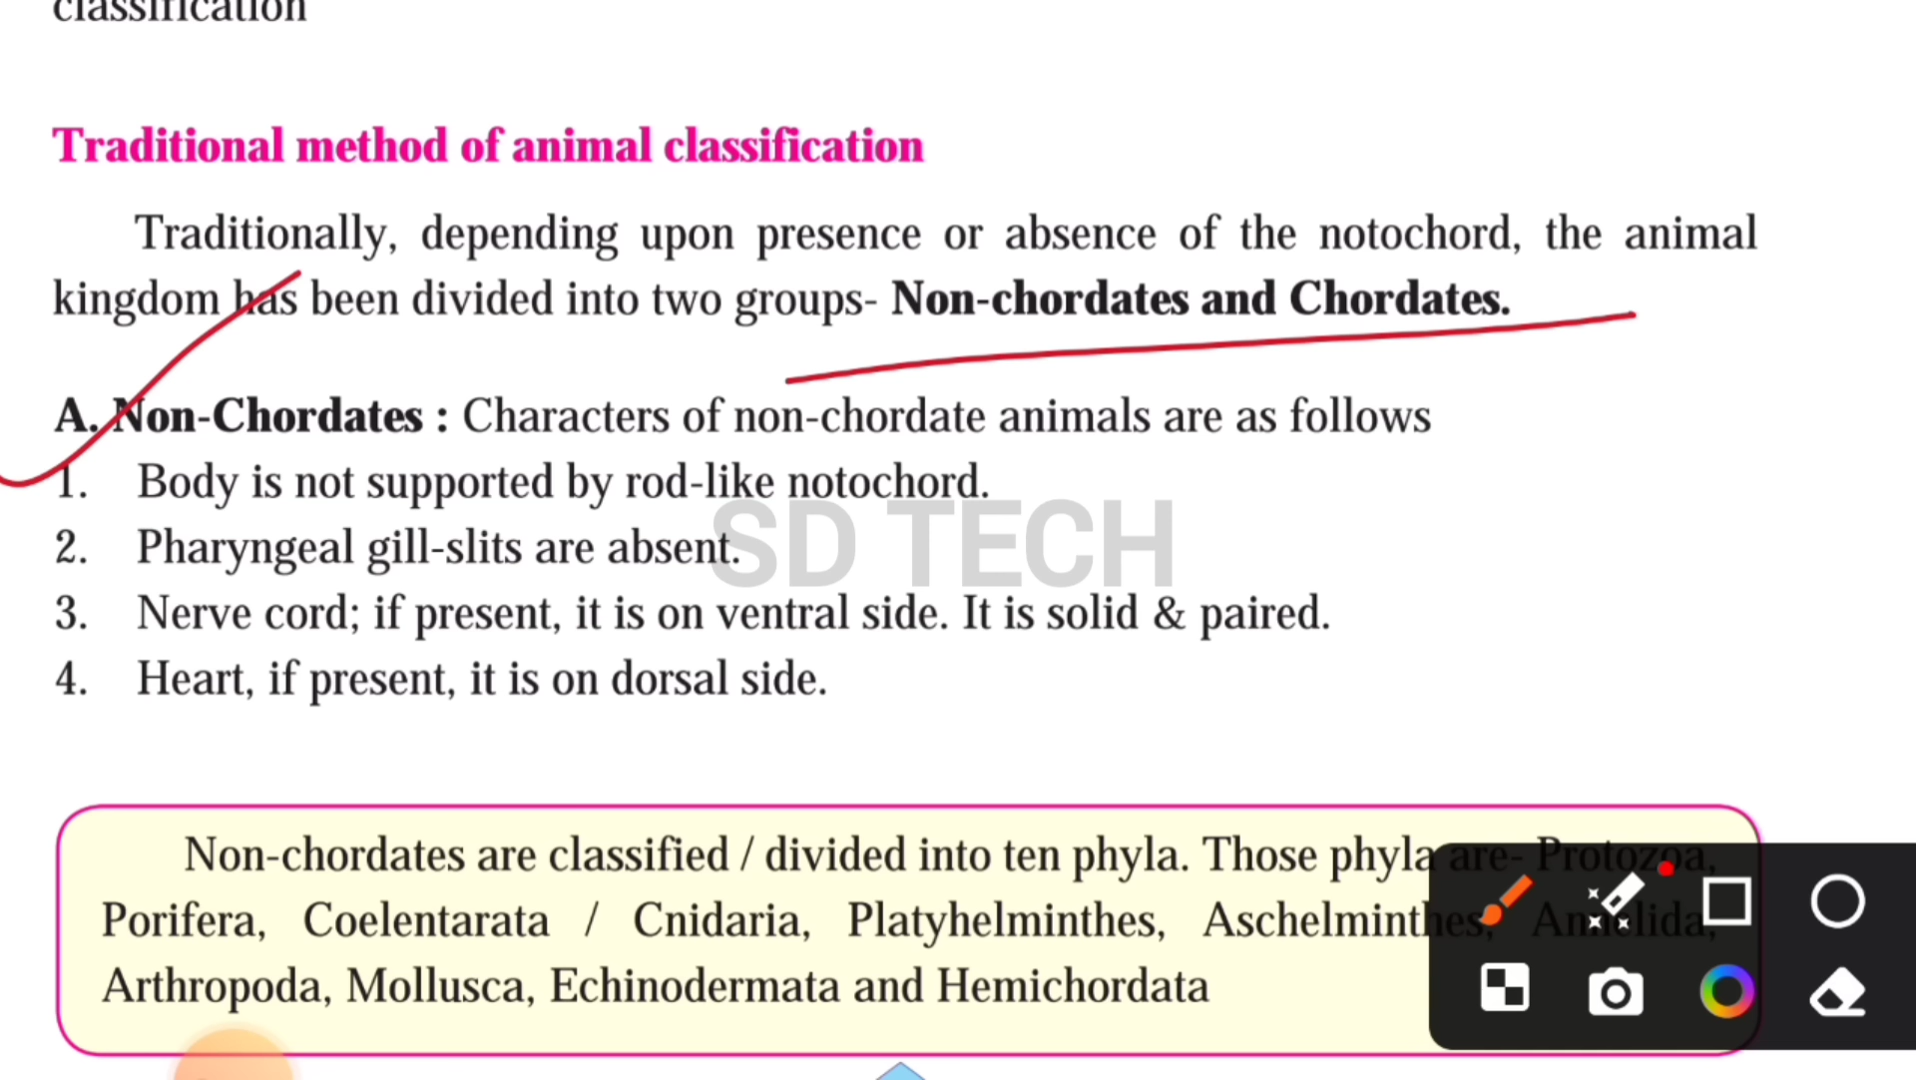 classification
Traditional method of animal classification
Traditionally, depending upon presence or absence of the notochord, the animal
kingdom has been divided into two groups- Non-chordates and Chordates.
A. Non-Chordates : Characters of non-chordate animals are as follows
1. Body is not supported by rod-like notochord.
2. Pharyngeal gill-slits are absent.
SD TECH
3. Nerve cord; if present, it is on ventral side. It is solid & paired.
4. Heart, if present, it is on dorsal side.
Non-chordates are classified / divided into ten phyla. Those phyla are- Protozoa,
Porifera, Coelentarata / Cnidaria, Platyhelminthes, Aschelminthes, Annelida,
Arthropoda, Mollusca, Echinodermata and Hemichordata